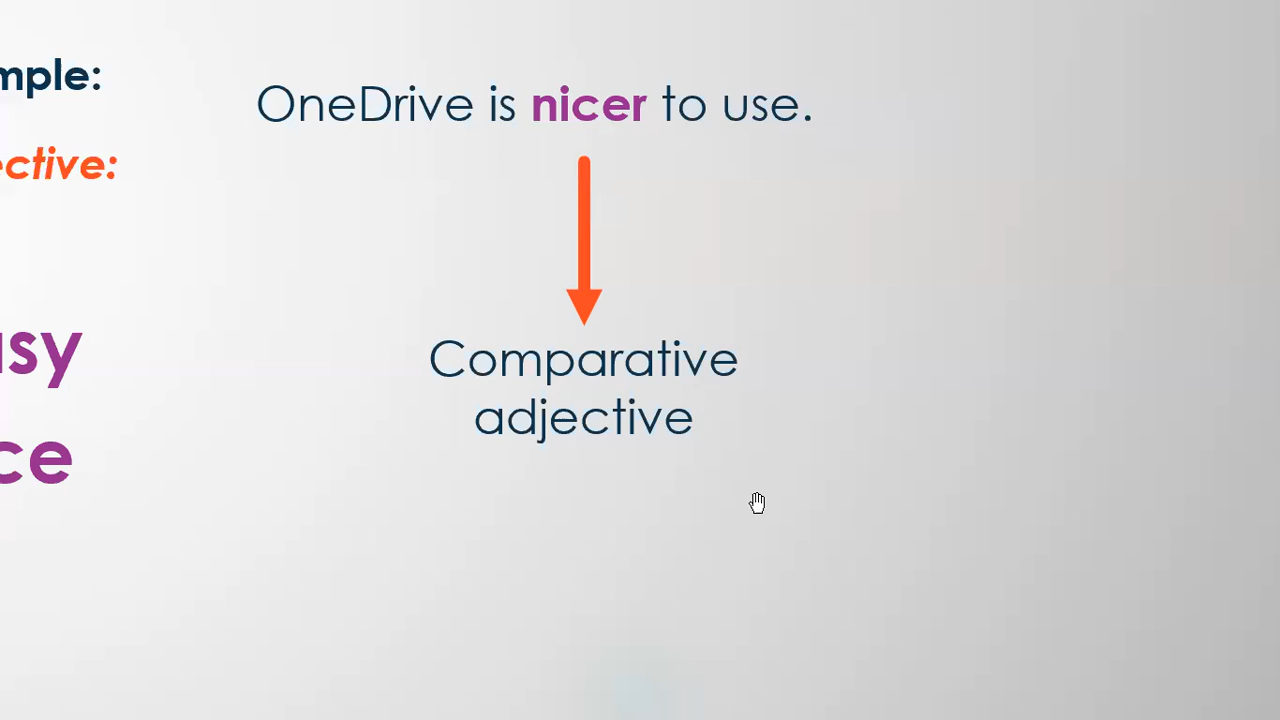 mple:
OneDrive is nicer to use.
ective:
Comparative
adjective
sy
ce